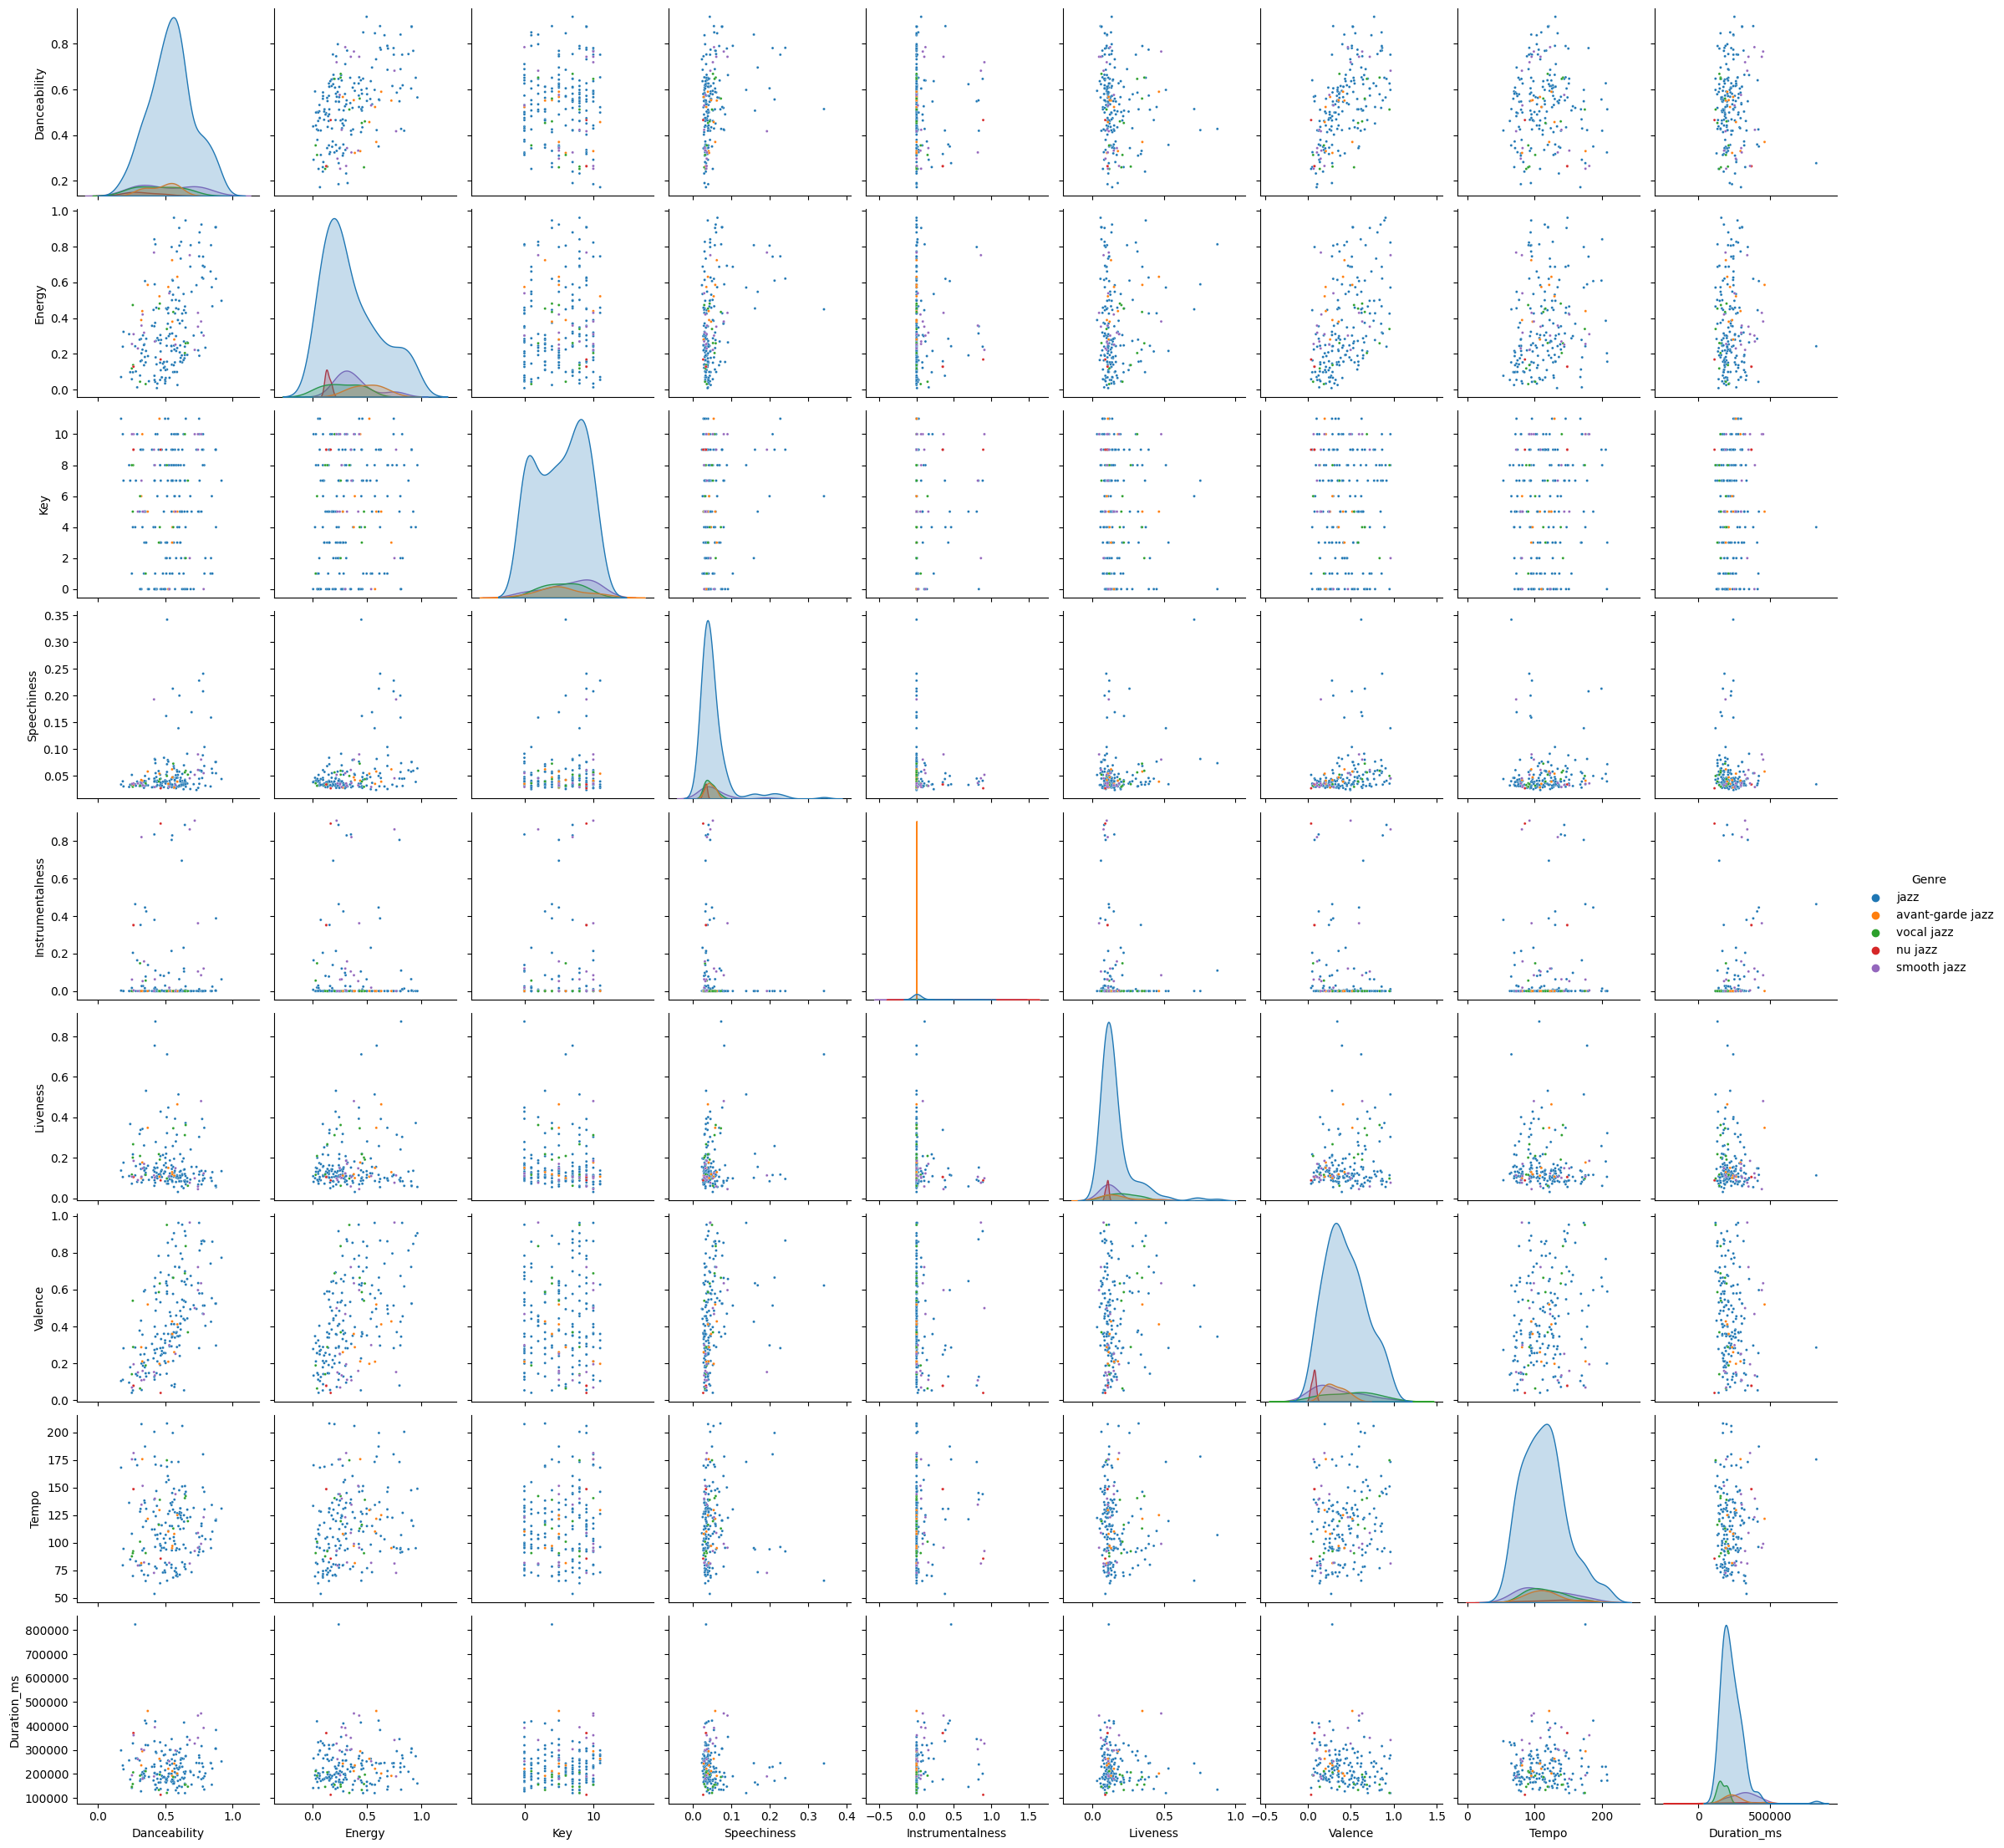 0.8
0.6
0.4
0.2
Danceability
1.0
0.8
0.6
0.4
0.2
0.0
Energy
10
8
6
4
2
0
Key
0.35
0.30
0.25
0.20
0.15
0.10
0.05
Speechiness
0.8
0.6
0.4
0.2
0.0
Instrumentalness
Genre
jazz
avant-garde jazz
vocal jazz
nu jazz
smooth jazz
0.8
0.6
0.4
0.2
0.0
Liveness
1.0
0.8
0.6
0.4
0.2
0.0
Valence
200
175
150
125
100
75
50
Tempo
800000
700000
600000
500000
400000
300000
200000
100000
Duration_ms
0.0 0.5 1.0
0.0 0.5 1.0
0 10
0.0 0.1 0.2 0.3 0.4
−0.5 0.0 0.5 1.0 1.5
0.0 0.5 1.0
−0.5 0.0 0.5 1.0 1.5
0 100 200
0 500000
Danceability
Energy
Key
Speechiness
Instrumentalness
Liveness
Valence
Tempo
Duration_ms